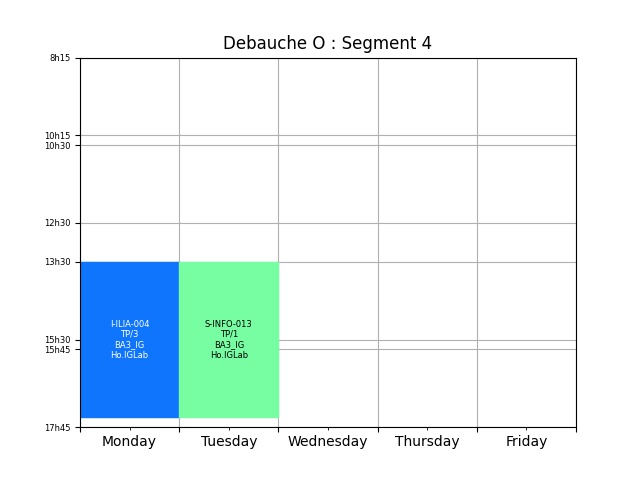 Debauche O : Segment 4
8h15
10h15
10h30
12h30
13h30
15h30
15h45
17h45
I-ILIA-004
TP/3
BA3_IG
Ho.IGLab
S-INFO-013
TP/1
BA3_IG
Ho.IGLab
Monday
Tuesday
Wednesday
Thursday
Friday